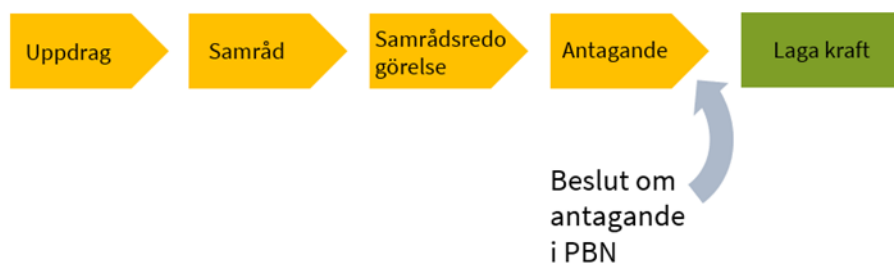 Uppdrag
Samråd
Samrådsredo
görelse
Antagande
Laga kraft
Beslut om
antagande
i PBN